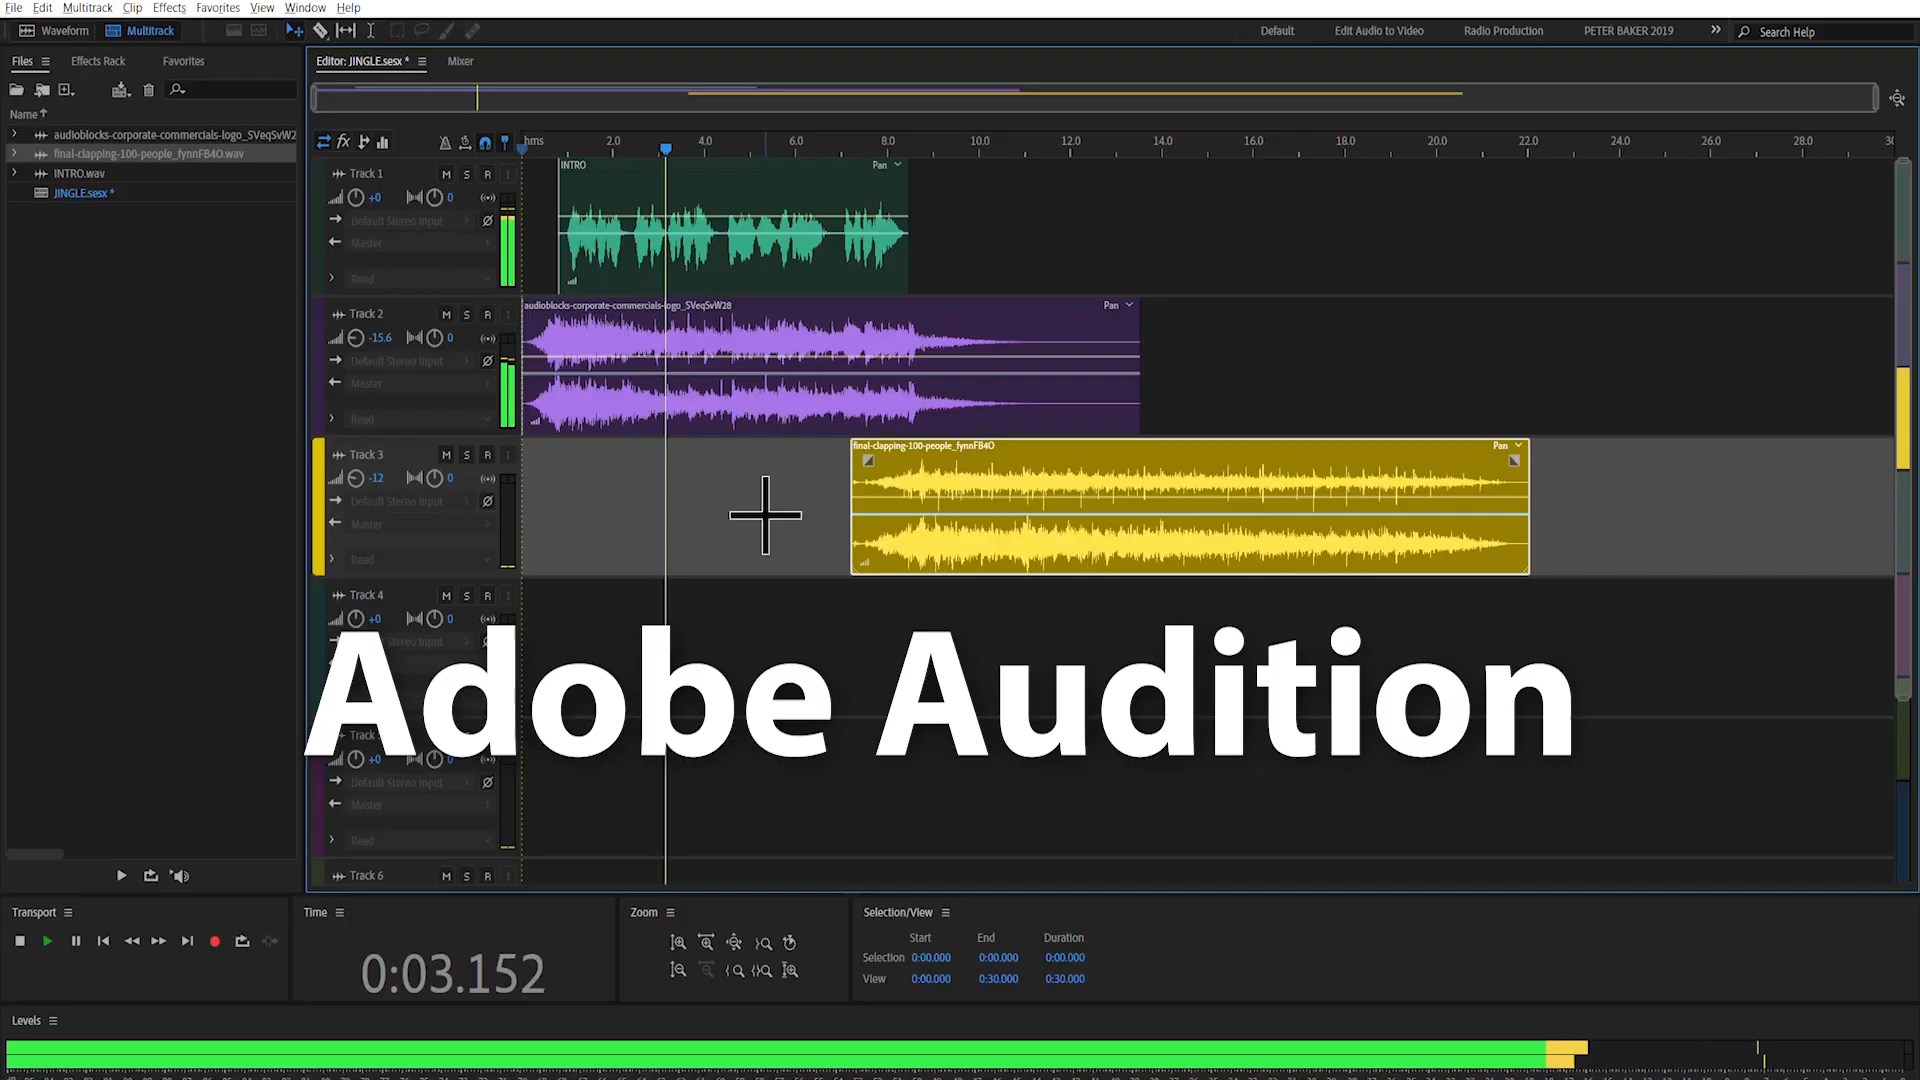 File Edit Multitrack Clip Effects Favorites View Window Help
Waveform Multitrack Default Edit Audio to Video Radio Production PETER BAKER 2019 Search Help
Files Effects Rack Favorites Editor: JINGLE.sesx * Mixer
Name
audioblocks-corporate-commercials-logo_SVeqSvW2
final-clapping-100-people_fynnFB4O.wav
INTRO.wav
JINGLE.sesx *
hms 2.0 4.0 6.0 8.0 10.0 12.0 14.0 16.0 18.0 20.0 22.0 24.0 26.0 28.0 30
Track 1 M S R I
+0 0
Default Stereo Input
Master
Read
INTRO Pan
Track 2 M S R I
-15.6 0
Default Stereo Input
Master
Read
audioblocks-corporate-commercials-logo_SVeqSvW28 Pan
Track 3 M S R I
-12 0
Default Stereo Input
Master
Read
final-clapping-100-people_fynnFB4O Pan
Track 4 M S R I
+0 0
Stereo Input
Adobe Audition
Track
+0 0
Default Stereo Input
Master
Read
Track 6 M S R I
Transport Time Zoom Selection/View
0:03.152
Start End Duration
Selection 0:00.000 0:00.000 0:00.000
View 0:00.000 0:30.000 0:30.000
Levels